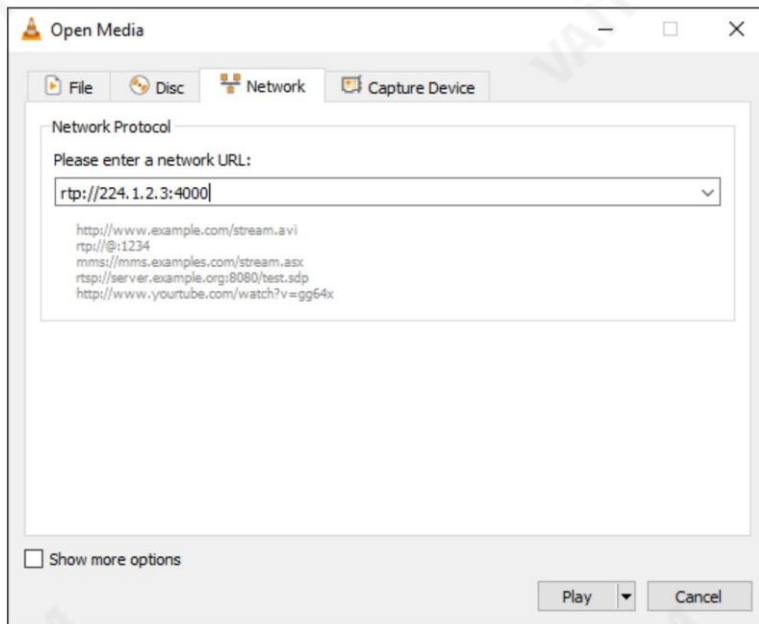 Open Media
File
Disc
Network
Capture Device
Network Protocol
Please enter a network URL:
rtp://224.1.2.3:4000
http://www.example.com/stream.avi
rtp://@:1234
mms://mms.examples.com/stream.asx
rtsp://server.example.org:8080/test.sdp
http://www.yourtube.com/watch?v=gg64x
Show more options
Play
Cancel